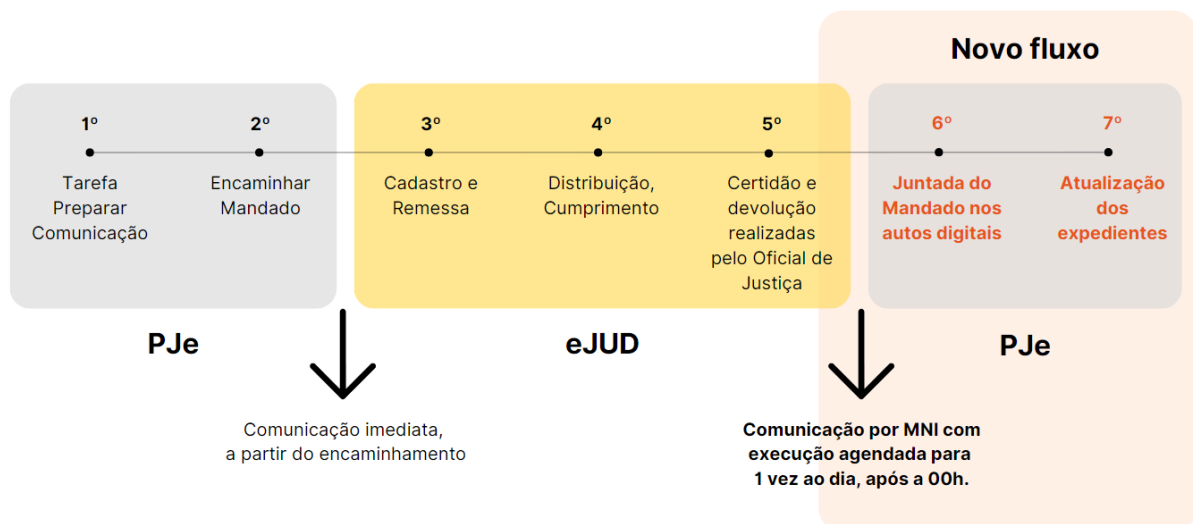 Novo fluxo
1º
Tarefa
Preparar
Comunicação
2º
Encaminhar
Mandado
3º
Cadastro e
Remessa
4º
Distribuição,
Cumprimento
5º
Certidão e
devolução
realizadas
pelo Oficial de
Justiça
6º
Juntada do
Mandado nos
autos digitais
7º
Atualização
dos
expedientes
PJe
eJUD
PJe
Comunicação imediata,
a partir do encaminhamento
Comunicação por MNI com
execução agendada para
1 vez ao dia, após a 00h.